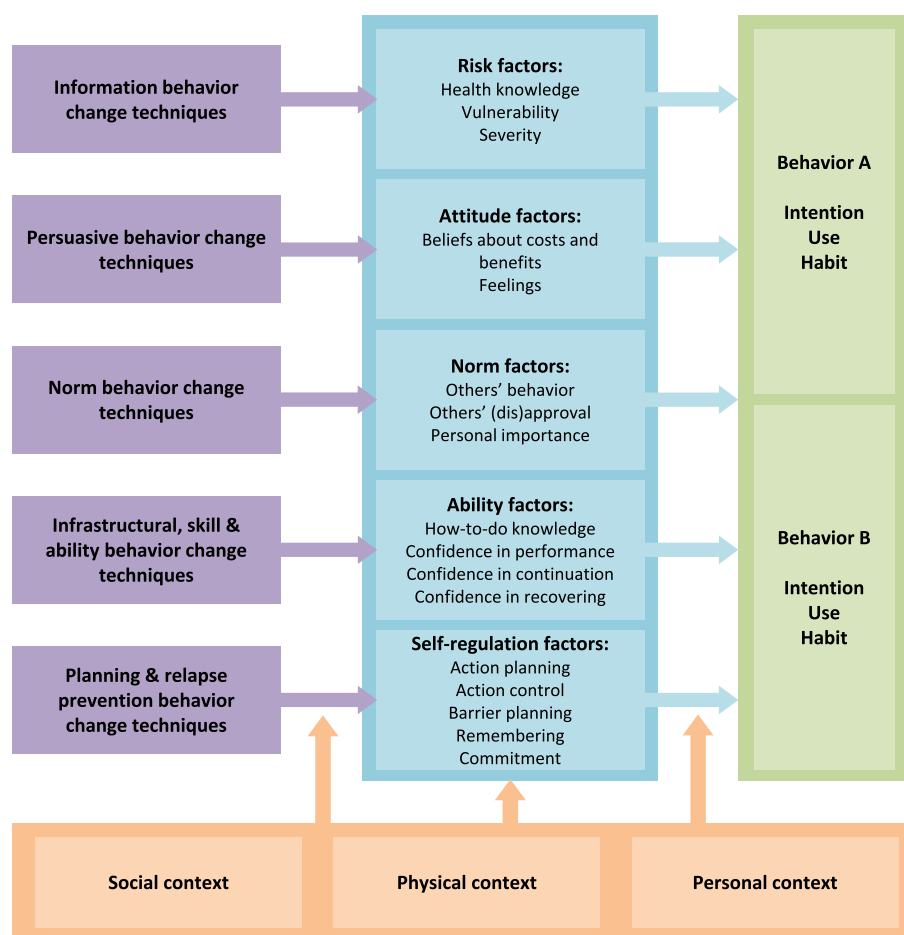 Information behavior
change techniques
Risk factors:
Health knowledge
Vulnerability
Severity
Persuasive behavior change
techniques
Attitude factors:
Beliefs about costs and
benefits
Feelings
Norm behavior change
techniques
Norm factors:
Others’ behavior
Others’ (dis)approval
Personal importance
Infrastructural, skill &
ability behavior change
techniques
Ability factors:
How-to-do knowledge
Confidence in performance
Confidence in continuation
Confidence in recovering
Planning & relapse
prevention behavior
change techniques
Self-regulation factors:
Action planning
Action control
Barrier planning
Remembering
Commitment
Behavior A
Intention
Use
Habit
Behavior B
Intention
Use
Habit
Social context
Physical context
Personal context